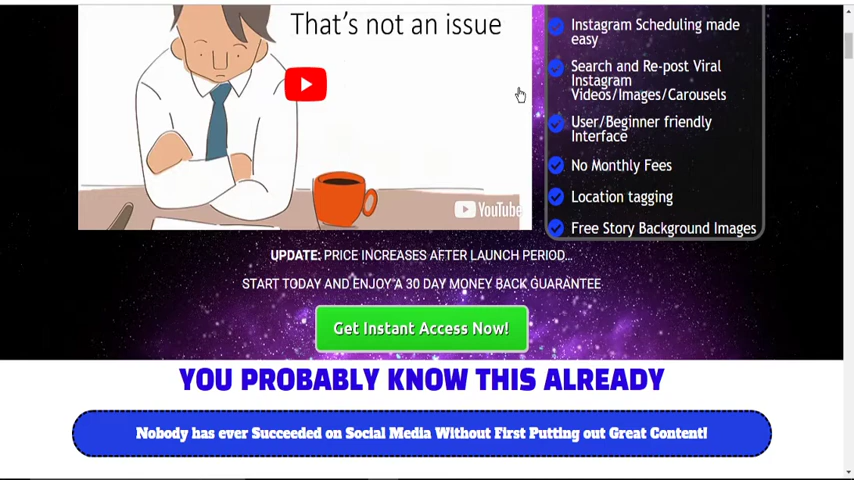 That's not an issue
YouTube
Instagram Scheduling made
easy
Search and Re-post Viral
Instagram
Videos/Images/Carousels
User/Beginner friendly
Interface
No Monthly Fees
Location tagging
Free Story Background Images
UPDATE: PRICE INCREASES AFTER LAUNCH PERIOD...
START TODAY AND ENJOY A 30 DAY MONEY BACK GUARANTEE
Get Instant Access Now!
YOU PROBABLY KNOW THIS ALREADY
Nobody has ever Succeeded on Social Media Without First Putting out Great Content!